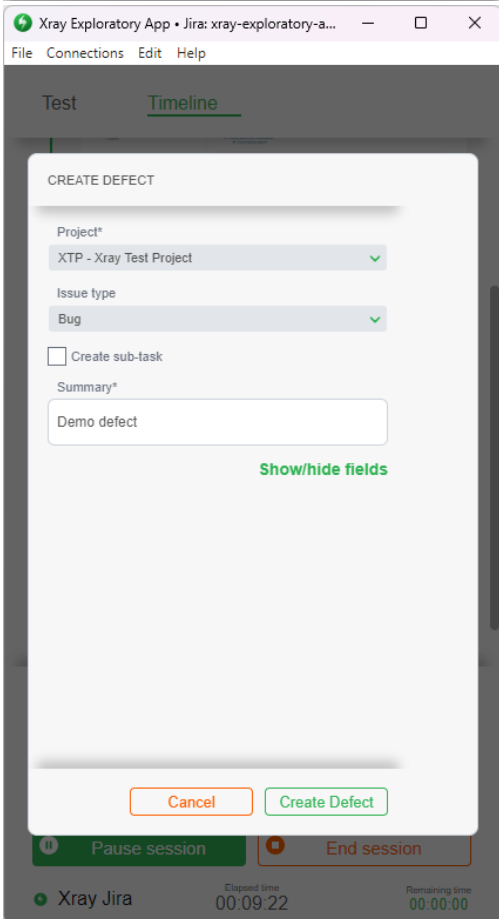 Xray Exploratory App • Jira: xray-exploratory-a...
File Connections Edit Help
Test Timeline
CREATE DEFECT
Project*
XTP - Xray Test Project
Issue type
Bug
Create sub-task
Summary*
Demo defect
Show/hide fields
Cancel Create Defect
Pause session End session
Xray Jira
Elapsed time
00:09:22
Remaining time
00:00:00